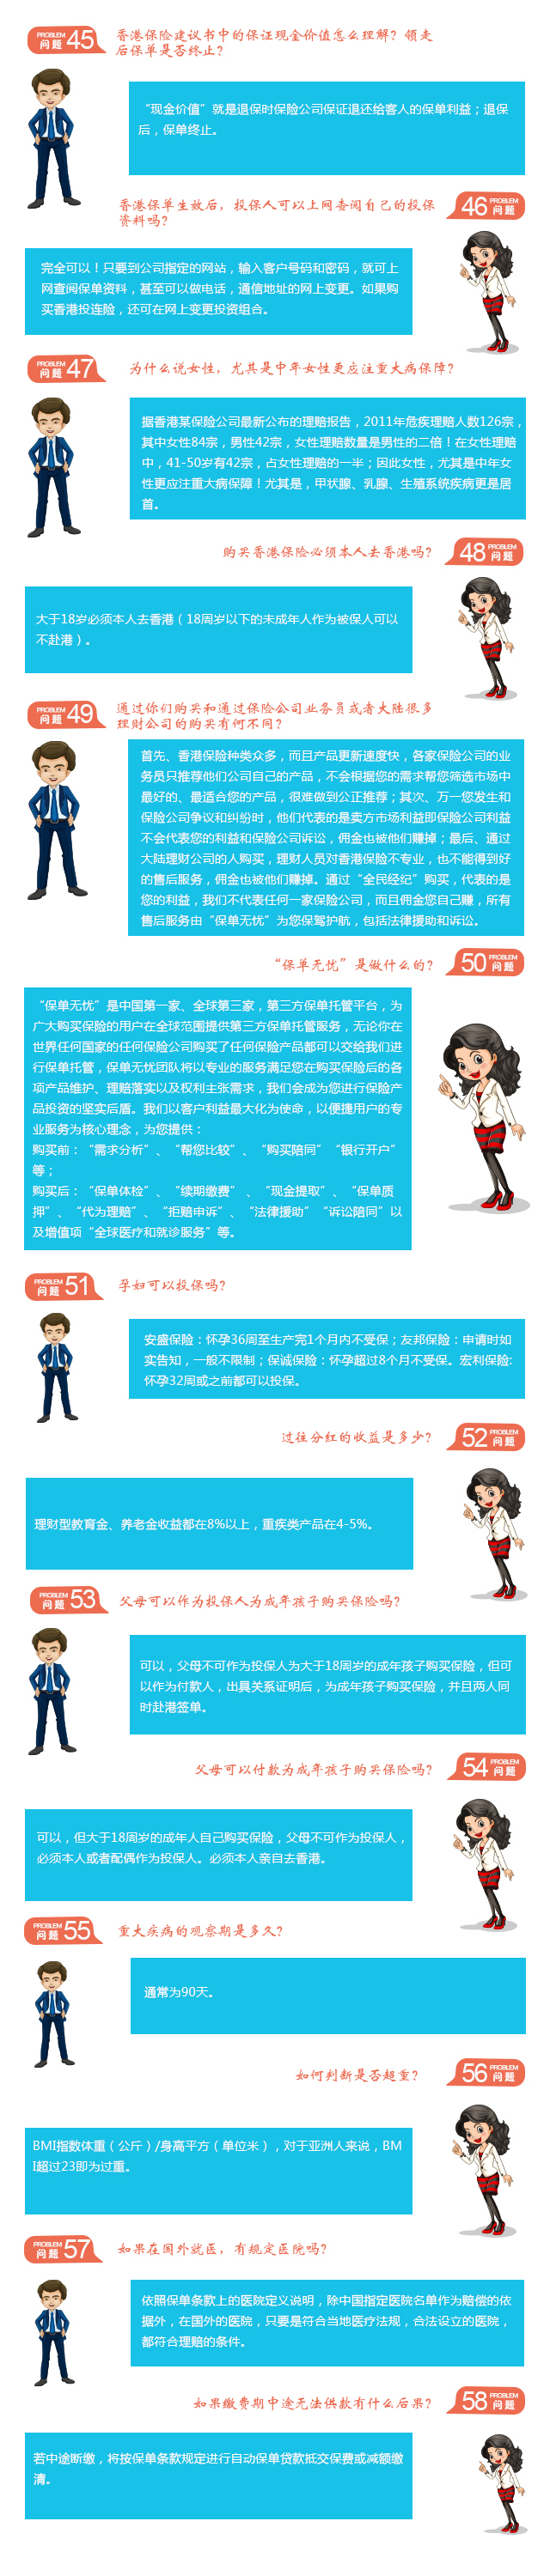 PROBLEM
问题 45
香港保险建议书中的保证现金价值怎么理解？领走
后保单是否终止？
“现金价值”就是退保时保险公司保证退还给客人的保单利益；退保
后，保单终止。
46 PROBLEM
问题
香港保单生效后，投保人可以上网查阅自己的投保
资料吗？
完全可以！只要到公司指定的网站，输入客户号码和密码，就可上
网查阅保单资料，甚至可以做电话，通信地址的网上变更。如果购
买香港投连险，还可在网上变更投资组合。
PROBLEM
问题 47
为什么说女性，尤其是中年女性更应注重大病保障？
据香港某保险公司最新公布的理赔报告，2011年危疾理赔人数126宗，
其中女性84宗，男性42宗，女性理赔数量是男性的二倍！在女性理赔
中，41-50岁有42宗，占女性理赔的一半；因此女性，尤其是中年女
性更应注重大病保障！尤其是，甲状腺、乳腺、生殖系统疾病更是居
首。
48 PROBLEM
问题
购买香港保险必须本人去香港吗？
大于18岁必须本人去香港（18周岁以下的未成年人作为被保人可以
不赴港）。
PROBLEM
问题 49
通过你们购买和通过保险公司业务员或者大陆很多
理财公司的购买有何不同？
首先、香港保险种类众多，而且产品更新速度快，各家保险公司的业
务员只推荐他们公司自己的产品，不会根据您的需求帮您筛选市场中
最好的、最适合您的产品，很难做到公正推荐；其次、万一您发生和
保险公司争议和纠纷时，他们代表的是卖方市场利益即保险公司利益
不会代表您的利益和保险公司诉讼，佣金也被他们赚掉；最后、通过
大陆理财公司的人购买，理财人员对香港保险不专业，也不能得到好
的售后服务，佣金也被他们赚掉。通过“全民经纪”购买，代表的是
您的利益，我们不代表任何一家保险公司，而且佣金您自己赚，所有
售后服务由“保单无忧”为您保驾护航，包括法律援助和诉讼。
50 PROBLEM
问题
“保单无忧”是做什么的？
“保单无忧”是中国第一家、全球第三家，第三方保单托管平台，为
广大购买保险的用户在全球范围提供第三方保单托管服务，无论你在
世界任何国家的任何保险公司购买了任何保险产品都可以交给我们进
行保单托管，保单无忧团队将以专业的服务满足您在购买保险后的各
项产品维护、理赔落实以及权利主张需求，我们会成为您进行保险产
品投资的坚实后盾。我们以客户利益最大化为使命，以便捷用户的专
业服务为核心理念，为您提供：
购买前：“需求分析”、“帮您比较”、“购买陪同”“银行开户”
等；
购买后：“保单体检”、“续期缴费”、“现金提取”、“保单质
押”、“代为理赔”、“拒赔申诉”、“法律援助”“诉讼陪同”以
及增值项“全球医疗和就诊服务”等。
PROBLEM
问题 51
孕妇可以投保吗？
安盛保险：怀孕36周至生产完1个月内不受保；友邦保险：申请时如
实告知，一般不限制；保诚保险：怀孕超过8个月不受保。宏利保险:
怀孕32周或之前都可以投保。
52 PROBLEM
问题
过往分红的收益是多少？
理财型教育金、养老金收益都在8%以上，重疾类产品在4-5%。
PROBLEM
问题 53
父母可以作为投保人为成年孩子购买保险吗？
可以，父母不可作为投保人为大于18周岁的成年孩子购买保险，但可
以作为付款人，出具关系证明后，为成年孩子购买保险，并且两人同
时赴港签单。
54 PROBLEM
问题
父母可以付款为成年孩子购买保险吗？
可以，但大于18周岁的成年人自己购买保险，父母不可作为投保人，
必须本人或者配偶作为投保人。必须本人亲自去香港。
PROBLEM
问题 55
重大疾病的观察期是多久？
通常为90天。
56 PROBLEM
问题
如何判断是否超重？
BMI指数体重（公斤）/身高平方（单位米），对于亚洲人来说，BM
I超过23即为过重。
PROBLEM
问题 57
如果在国外就医，有规定医院吗？
依照保单条款上的医院定义说明，除中国指定医院名单作为赔偿的依
据外，在国外的医院，只要是符合当地医疗法规，合法设立的医院，
都符合理赔的条件。
58 PROBLEM
问题
如果缴费期中途无法供款有什么后果？
若中途断缴，将按保单条款规定进行自动保单贷款抵交保费或减额缴
清。